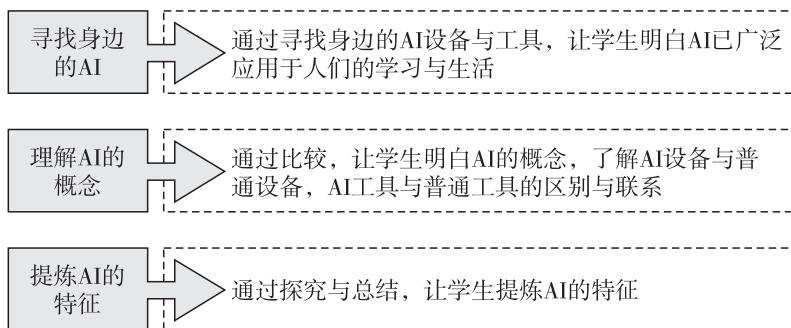 寻找身边
的AI
通过寻找身边的AI设备与工具，让学生明白AI已广泛
应用于人们的学习与生活
理解AI的
概念
通过比较，让学生明白AI的概念，了解AI设备与普
通设备，AI工具与普通工具的区别与联系
提炼AI的
特征
通过探究与总结，让学生提炼AI的特征